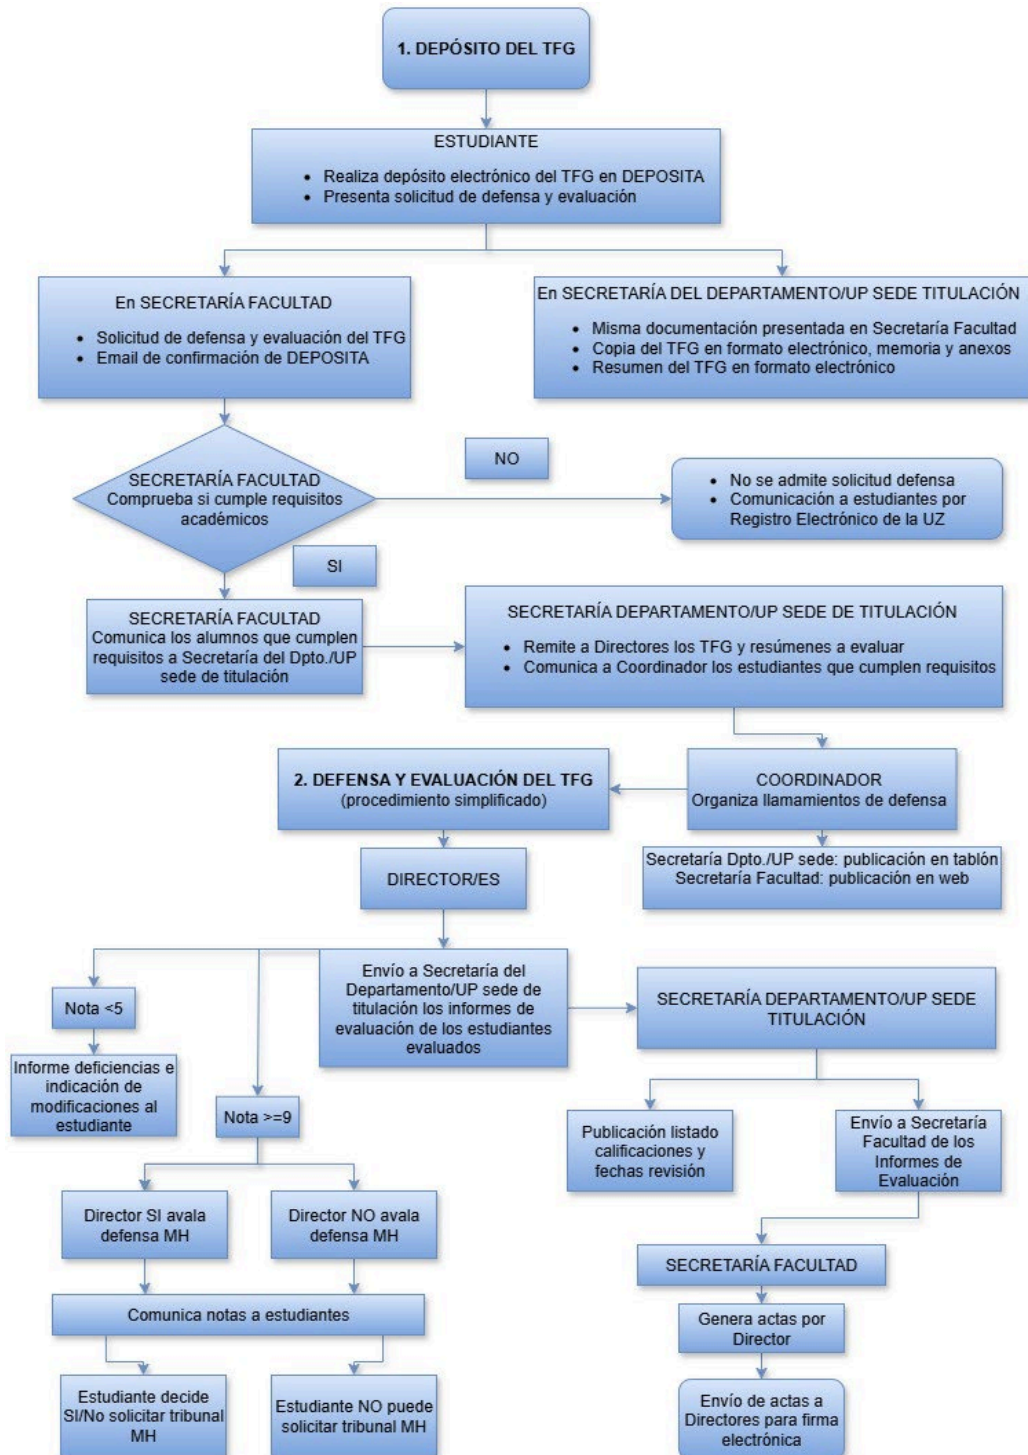 1. DEPÓSITO DEL TFG
ESTUDIANTE
• Realiza depósito electrónico del TFG en DEPOSITA
• Presenta solicitud de defensa y evaluación
En SECRETARÍA FACULTAD
• Solicitud de defensa y evaluación del TFG
• Email de confirmación de DEPOSITA
En SECRETARÍA DEL DEPARTAMENTO/UP SEDE TITULACIÓN
• Misma documentación presentada en Secretaría Facultad
• Copia del TFG en formato electrónico, memoria y anexos
• Resumen del TFG en formato electrónico
SECRETARÍA FACULTAD
Comprueba si cumple requisitos
académicos
NO
• No se admite solicitud defensa
• Comunicación a estudiantes por
Registro Electrónico de la UZ
SI
SECRETARÍA FACULTAD
Comunica los alumnos que cumplen
requisitos a Secretaría del Dpto./UP
sede de titulación
SECRETARÍA DEPARTAMENTO/UP SEDE DE TITULACIÓN
• Remite a Directores los TFG y resúmenes a evaluar
• Comunica a Coordinador los estudiantes que cumplen requisitos
2. DEFENSA Y EVALUACIÓN DEL TFG
(procedimiento simplificado)
COORDINADOR
Organiza llamamientos de defensa
Secretaría Dpto./UP sede: publicación en tablón
Secretaría Facultad: publicación en web
DIRECTOR/ES
Nota <5
Informe deficiencias e
indicación de
modificaciones al
estudiante
Envío a Secretaría del
Departamento/UP sede de
titulación los informes de
evaluación de los estudiantes
evaluados
SECRETARÍA DEPARTAMENTO/UP SEDE
TITULACIÓN
Nota >=9
Publicación listado
calificaciones y
fechas revisión
Envío a Secretaría
Facultad de los
Informes de
Evaluación
Director SI avala
defensa MH
Director NO avala
defensa MH
SECRETARÍA FACULTAD
Comunica notas a estudiantes
Genera actas por
Director
Estudiante decide
SI/No solicitar tribunal
MH
Estudiante NO puede
solicitar tribunal MH
Envío de actas a
Directores para firma
electrónica